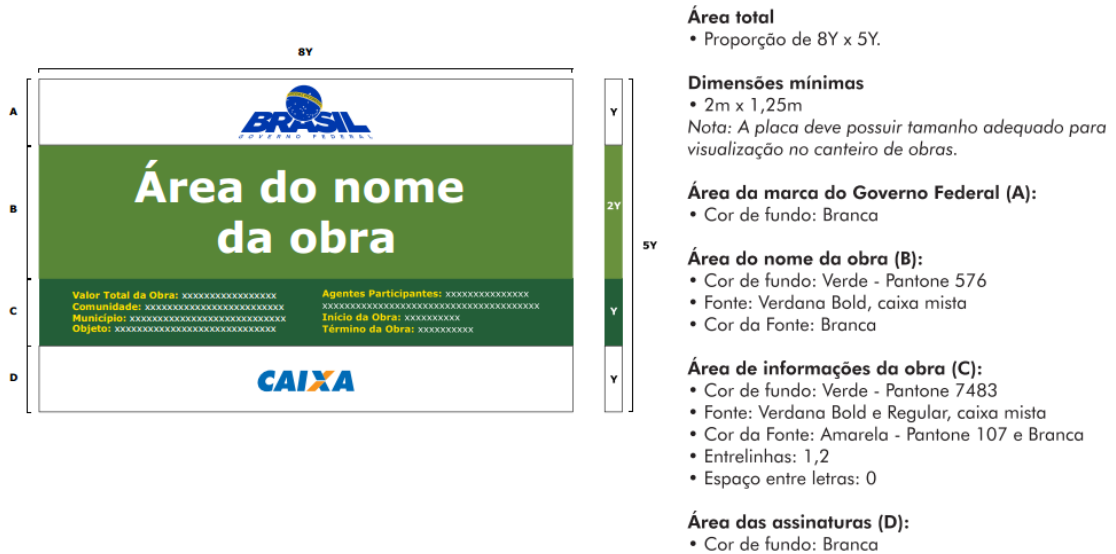 8Y
A
BRASIL
GOVERNO FEDERAL
Y
B
Área do nome
da obra
2Y
5Y
C
Valor Total da Obra: xxxxxxxxxxxxxxxxx
Comunidade: xxxxxxxxxxxxxxxxxxxxxxxxx
Município: xxxxxxxxxxxxxxxxxxxxxxxxxxxx
Objeto: xxxxxxxxxxxxxxxxxxxxxxxxxxxxx
Agentes Participantes: xxxxxxxxxxxxxxx
xxxxxxxxxxxxxxxxxxxxxxxxxxxxxxxxxxxxxxx
Início da Obra: xxxxxxxxxx
Término da Obra: xxxxxxxxxx
Y
D
CAIXA
Y
Área total
• Proporção de 8Y x 5Y.
Dimensões mínimas
• 2m x 1,25m
Nota: A placa deve possuir tamanho adequado para
visualização no canteiro de obras.
Área da marca do Governo Federal (A):
• Cor de fundo: Branca
Área do nome da obra (B):
• Cor de fundo: Verde - Pantone 576
• Fonte: Verdana Bold, caixa mista
• Cor da Fonte: Branca
Área de informações da obra (C):
• Cor de fundo: Verde - Pantone 7483
• Fonte: Verdana Bold e Regular, caixa mista
• Cor da Fonte: Amarela - Pantone 107 e Branca
• Entrelinhas: 1,2
• Espaço entre letras: 0
Área das assinaturas (D):
• Cor de fundo: Branca